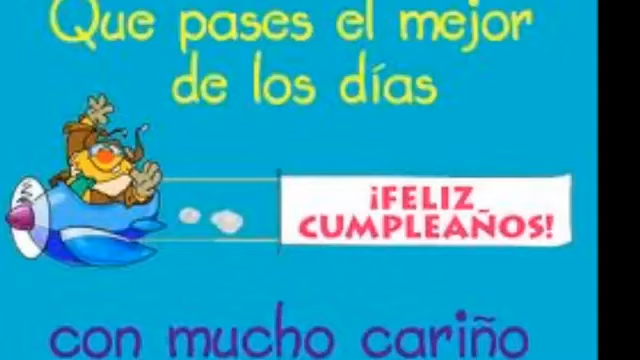 Que pases el mejor
de los días
¡FELIZ
CUMPLEAÑOS!
con mucho cariño